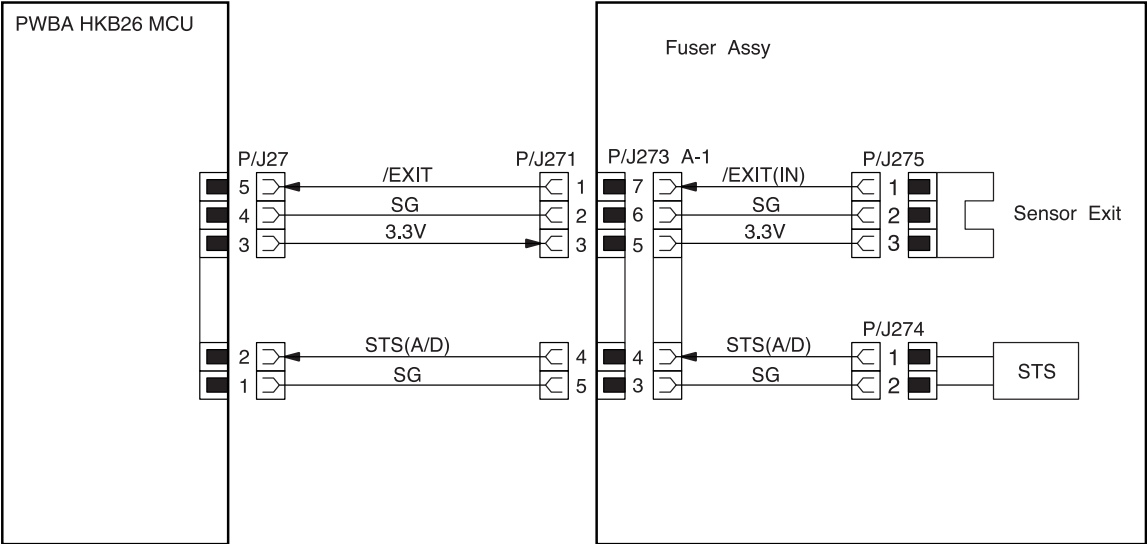 PWBA HKB26 MCU
Fuser Assy
P/J27 P/J271 P/J273 A-1 P/J275
5 /EXIT 1 7 /EXIT(IN) 1
4 SG 2 6 SG 2 Sensor Exit
3 3.3V 3 5 3.3V 3
P/J274
2 STS(A/D) 4 4 STS(A/D) 1
1 SG 5 3 SG 2 STS